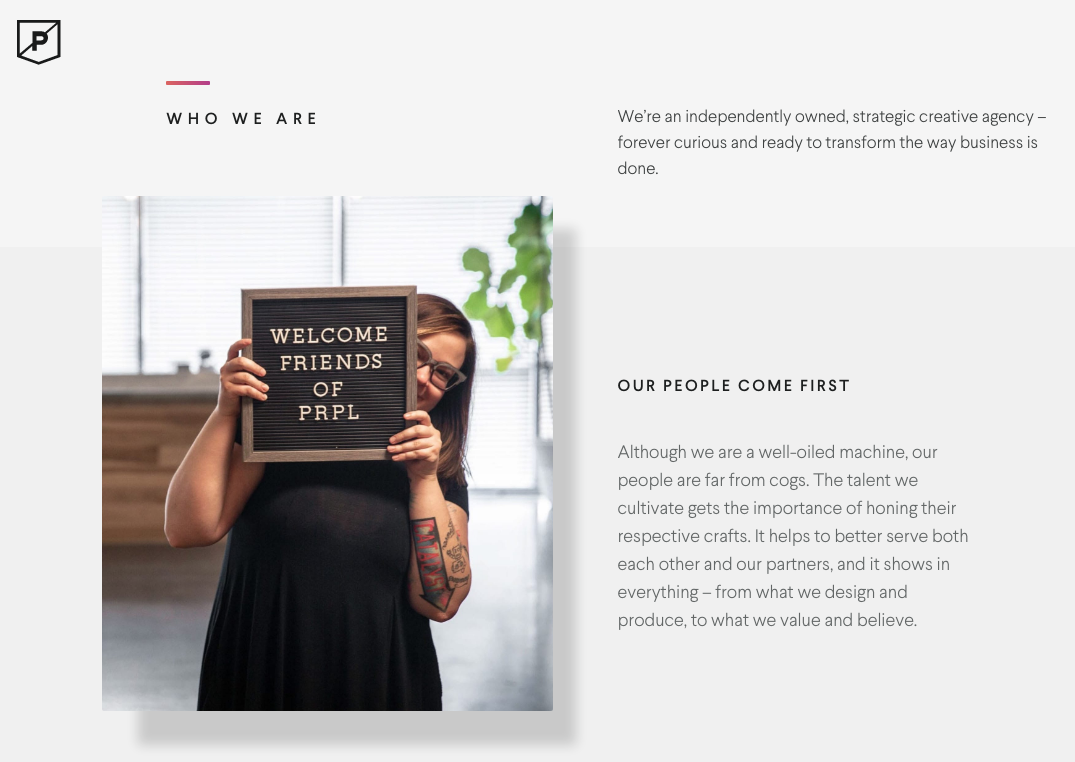 P
WHO WE ARE
We're an independently owned, strategic creative agency –
forever curious and ready to transform the way business is
done.
WELCOME
FRIENDS
OF
PRPL
OUR PEOPLE COME FIRST
Although we are a well-oiled machine, our
people are far from cogs. The talent we
cultivate gets the importance of honing their
respective crafts. It helps to better serve both
each other and our partners, and it shows in
everything – from what we design and
produce, to what we value and believe.